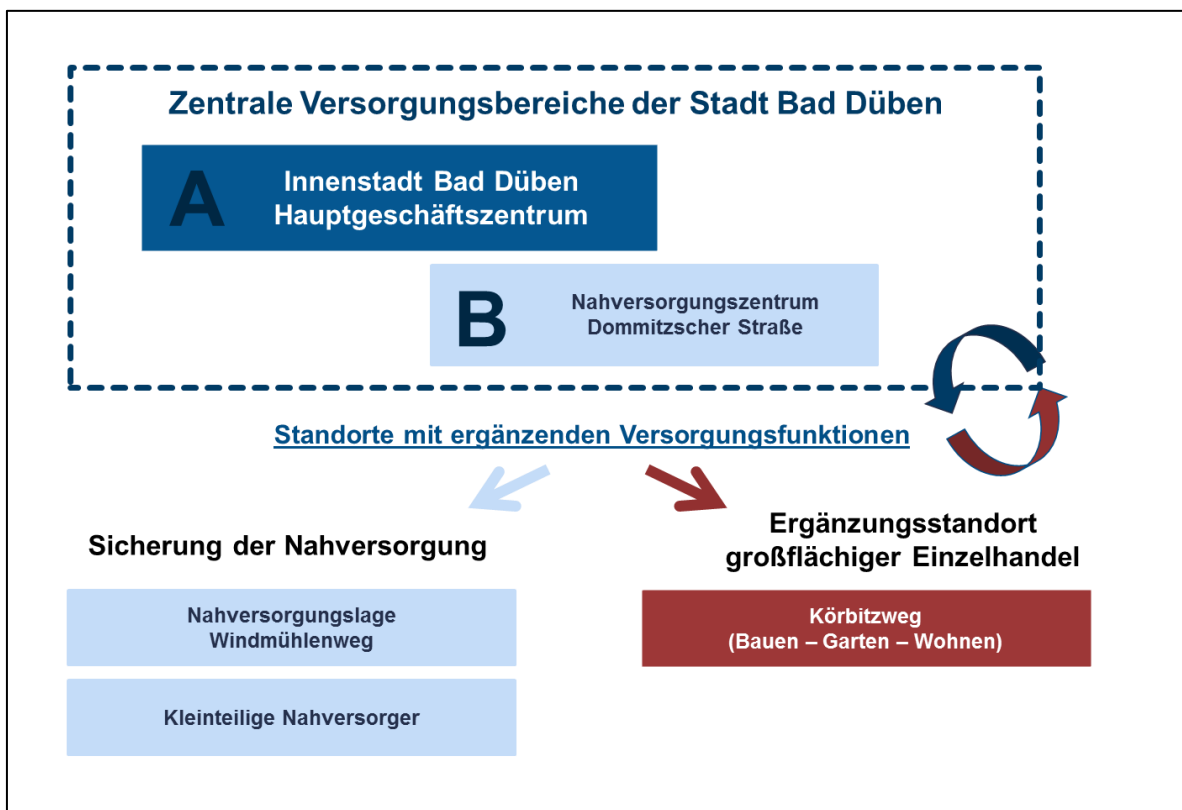 Zentrale Versorgungsbereiche der Stadt Bad Düben
A
Innenstadt Bad Düben
Hauptgeschäftszentrum
B
Nahversorgungszentrum
Dommitzscher Straße
Standorte mit ergänzenden Versorgungsfunktionen
Sicherung der Nahversorgung
Nahversorgungslage
Windmühlenweg
Kleinteilige Nahversorger
Ergänzungsstandort
großflächiger Einzelhandel
Körbitzweg
(Bauen – Garten – Wohnen)